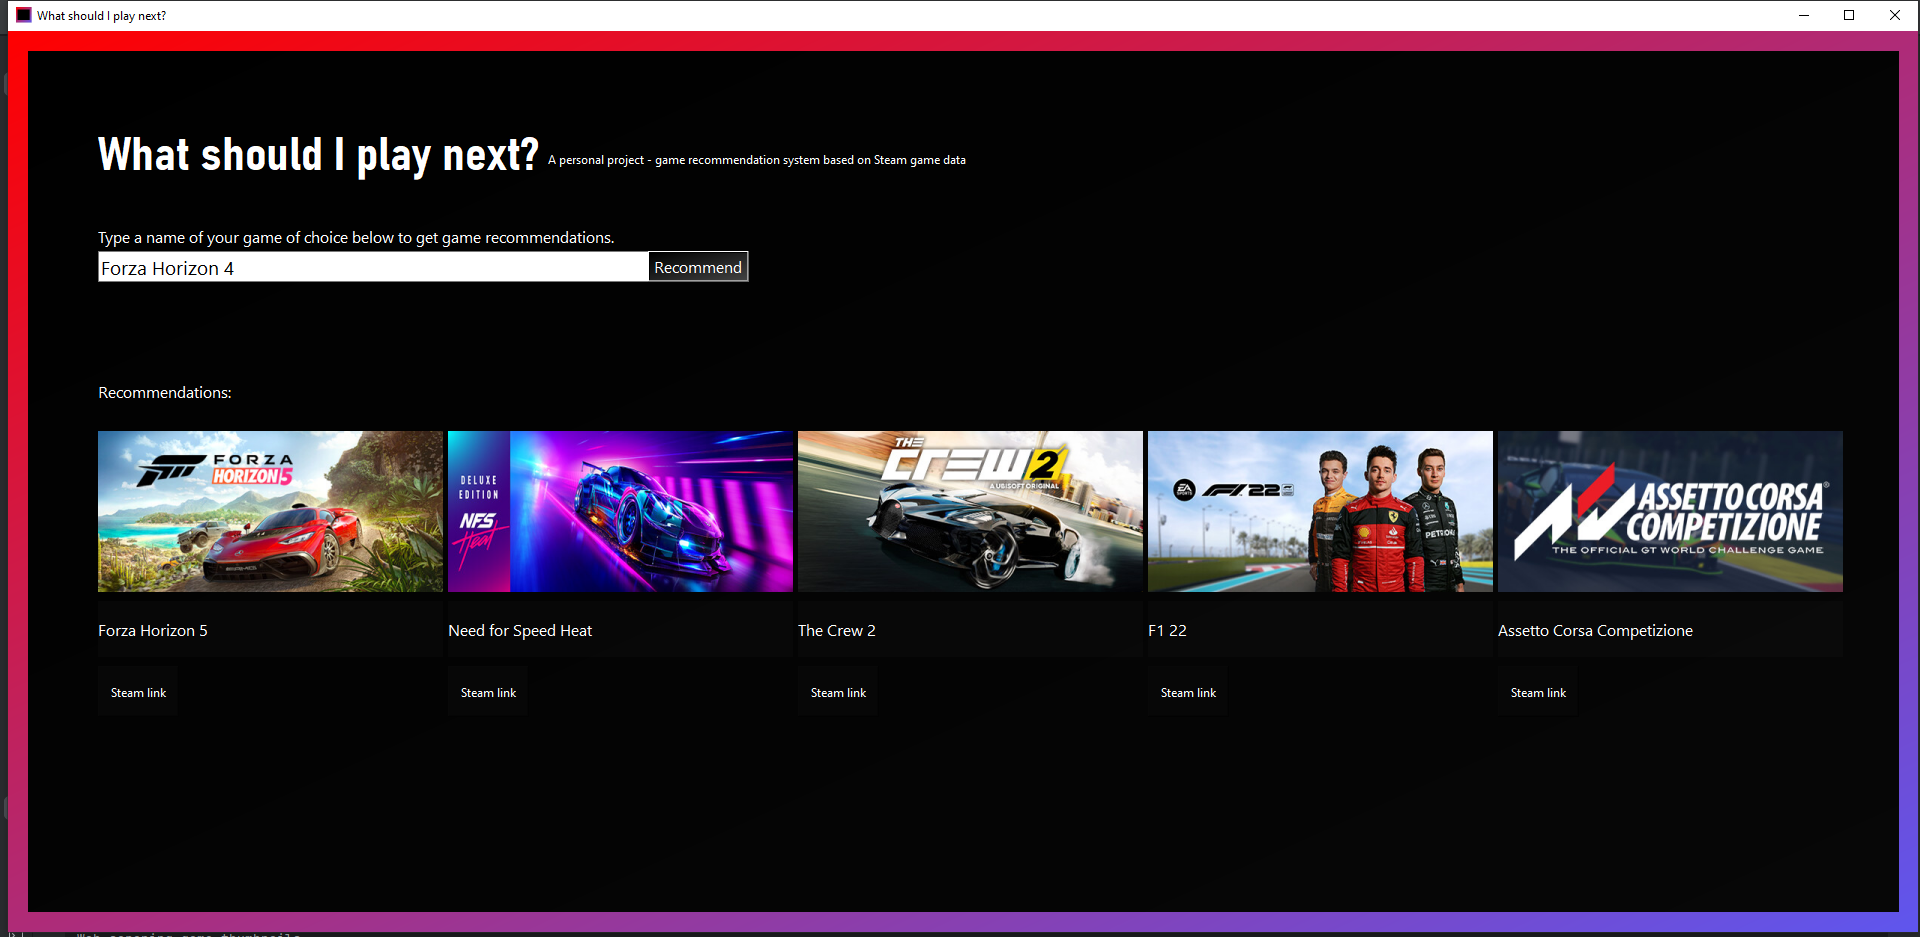 What should I play next?
What should I play next? A personal project - game recommendation system based on Steam game data
Type a name of your game of choice below to get game recommendations.
Forza Horizon 4 Recommend
Recommendations:
FORZA
HORIZON 5
DELUXE
EDITION
NFS
Heat
THE
CREW 2
A UBISOFT ORIGINAL
EA
SPORTS
F1 22
PETRONAS
ASSETTO CORSA®
COMPETIZIONE
THE OFFICIAL GT WORLD CHALLENGE GAME
Forza Horizon 5 Need for Speed Heat The Crew 2 F1 22 Assetto Corsa Competizione
Steam link Steam link Steam link Steam link Steam link